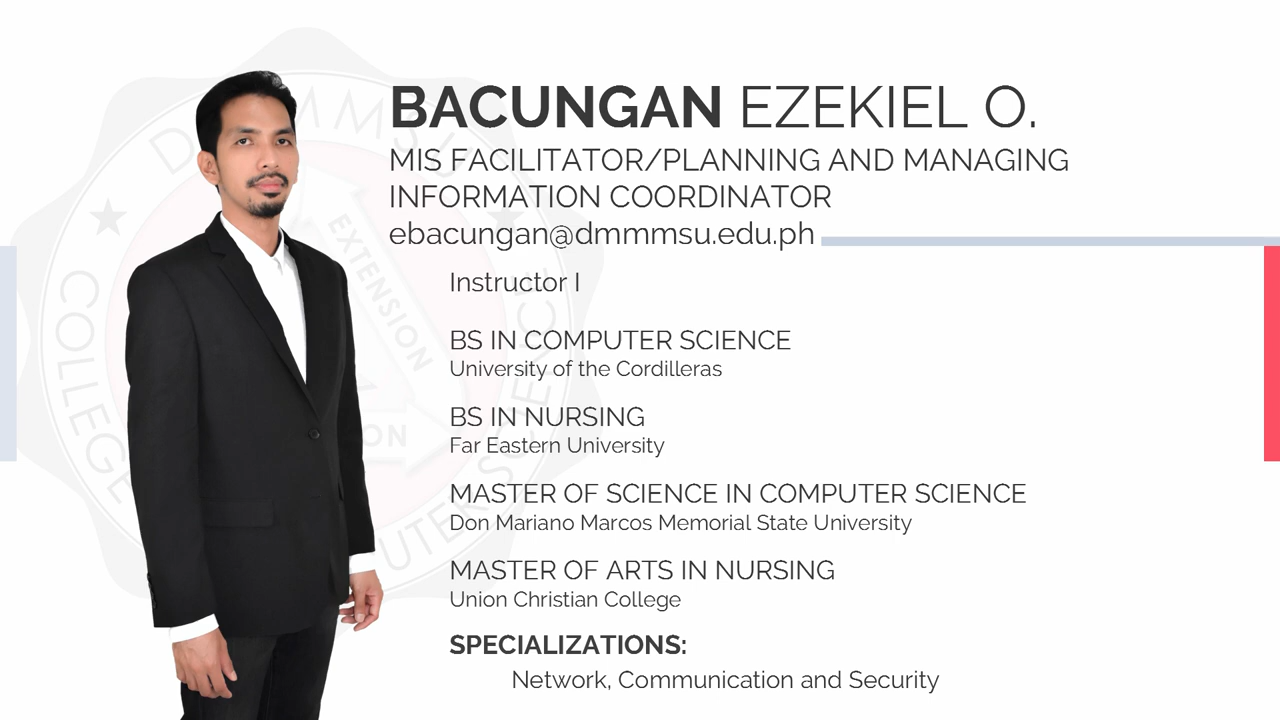 BACUNGAN EZEKIEL O.
MIS FACILITATOR/PLANNING AND MANAGING
INFORMATION COORDINATOR
ebacungan@dmmmsu.edu.ph
Instructor I
BS IN COMPUTER SCIENCE
University of the Cordilleras
BS IN NURSING
Far Eastern University
MASTER OF SCIENCE IN COMPUTER SCIENCE
Don Mariano Marcos Memorial State University
MASTER OF ARTS IN NURSING
Union Christian College
SPECIALIZATIONS:
Network, Communication and Security
EXTENSION
COLLEGE